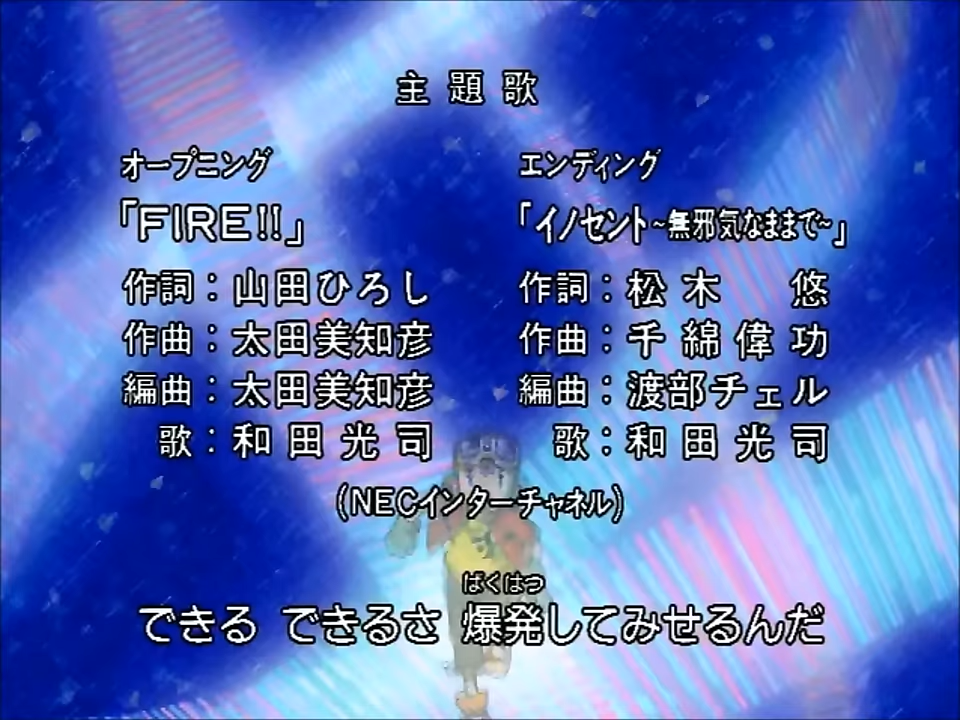 主題歌
オープニング
「FIRE!!」
作詞：山田ひろし
作曲：太田美知彦
編曲：太田美知彦
歌：和田光司
エンディング
「イノセント～無邪気なままで～」
作詞：松木　悠
作曲：千綿偉功
編曲：渡部チェル
歌：和田光司
(NECインターチャネル)
ばくはつ
できる できるさ 爆発してみせるんだ